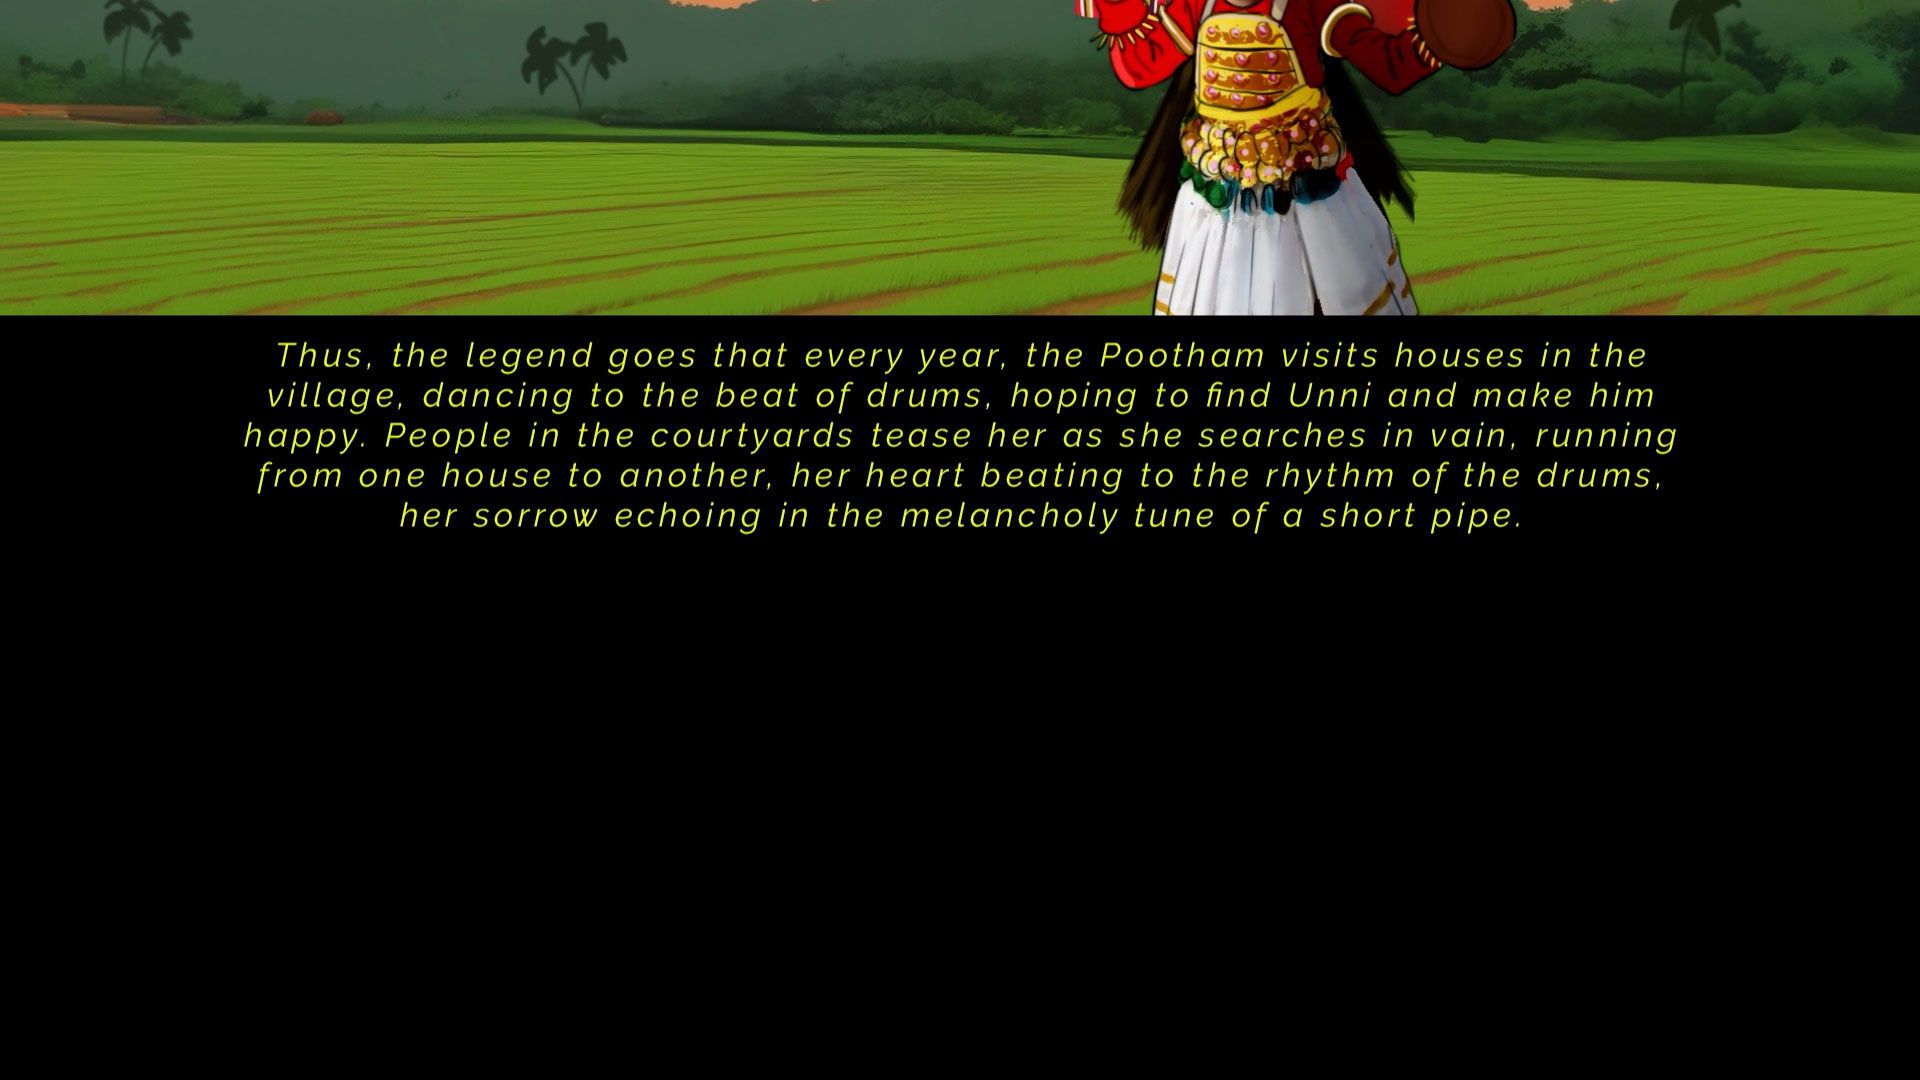 Thus, the legend goes that every year, the Pootham visits houses in the
village, dancing to the beat of drums, hoping to find Unni and make him
happy. People in the courtyards tease her as she searches in vain, running
from one house to another, her heart beating to the rhythm of the drums,
her sorrow echoing in the melancholy tune of a short pipe.